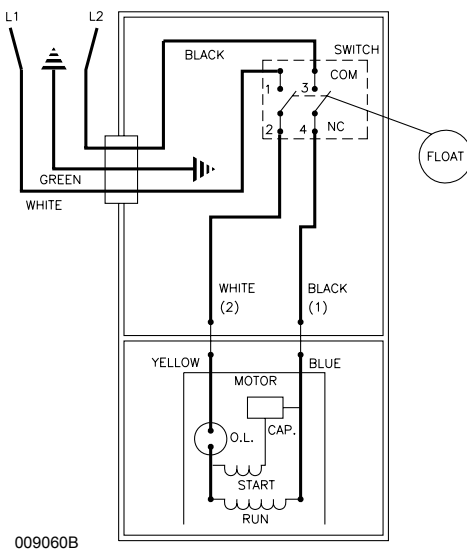 L1 L2
BLACK
SWITCH
COM
1 3
2 4 NC
FLOAT
GREEN
WHITE
WHITE BLACK
(2) (1)
YELLOW BLUE
MOTOR
O.L. CAP.
START
RUN
009060B